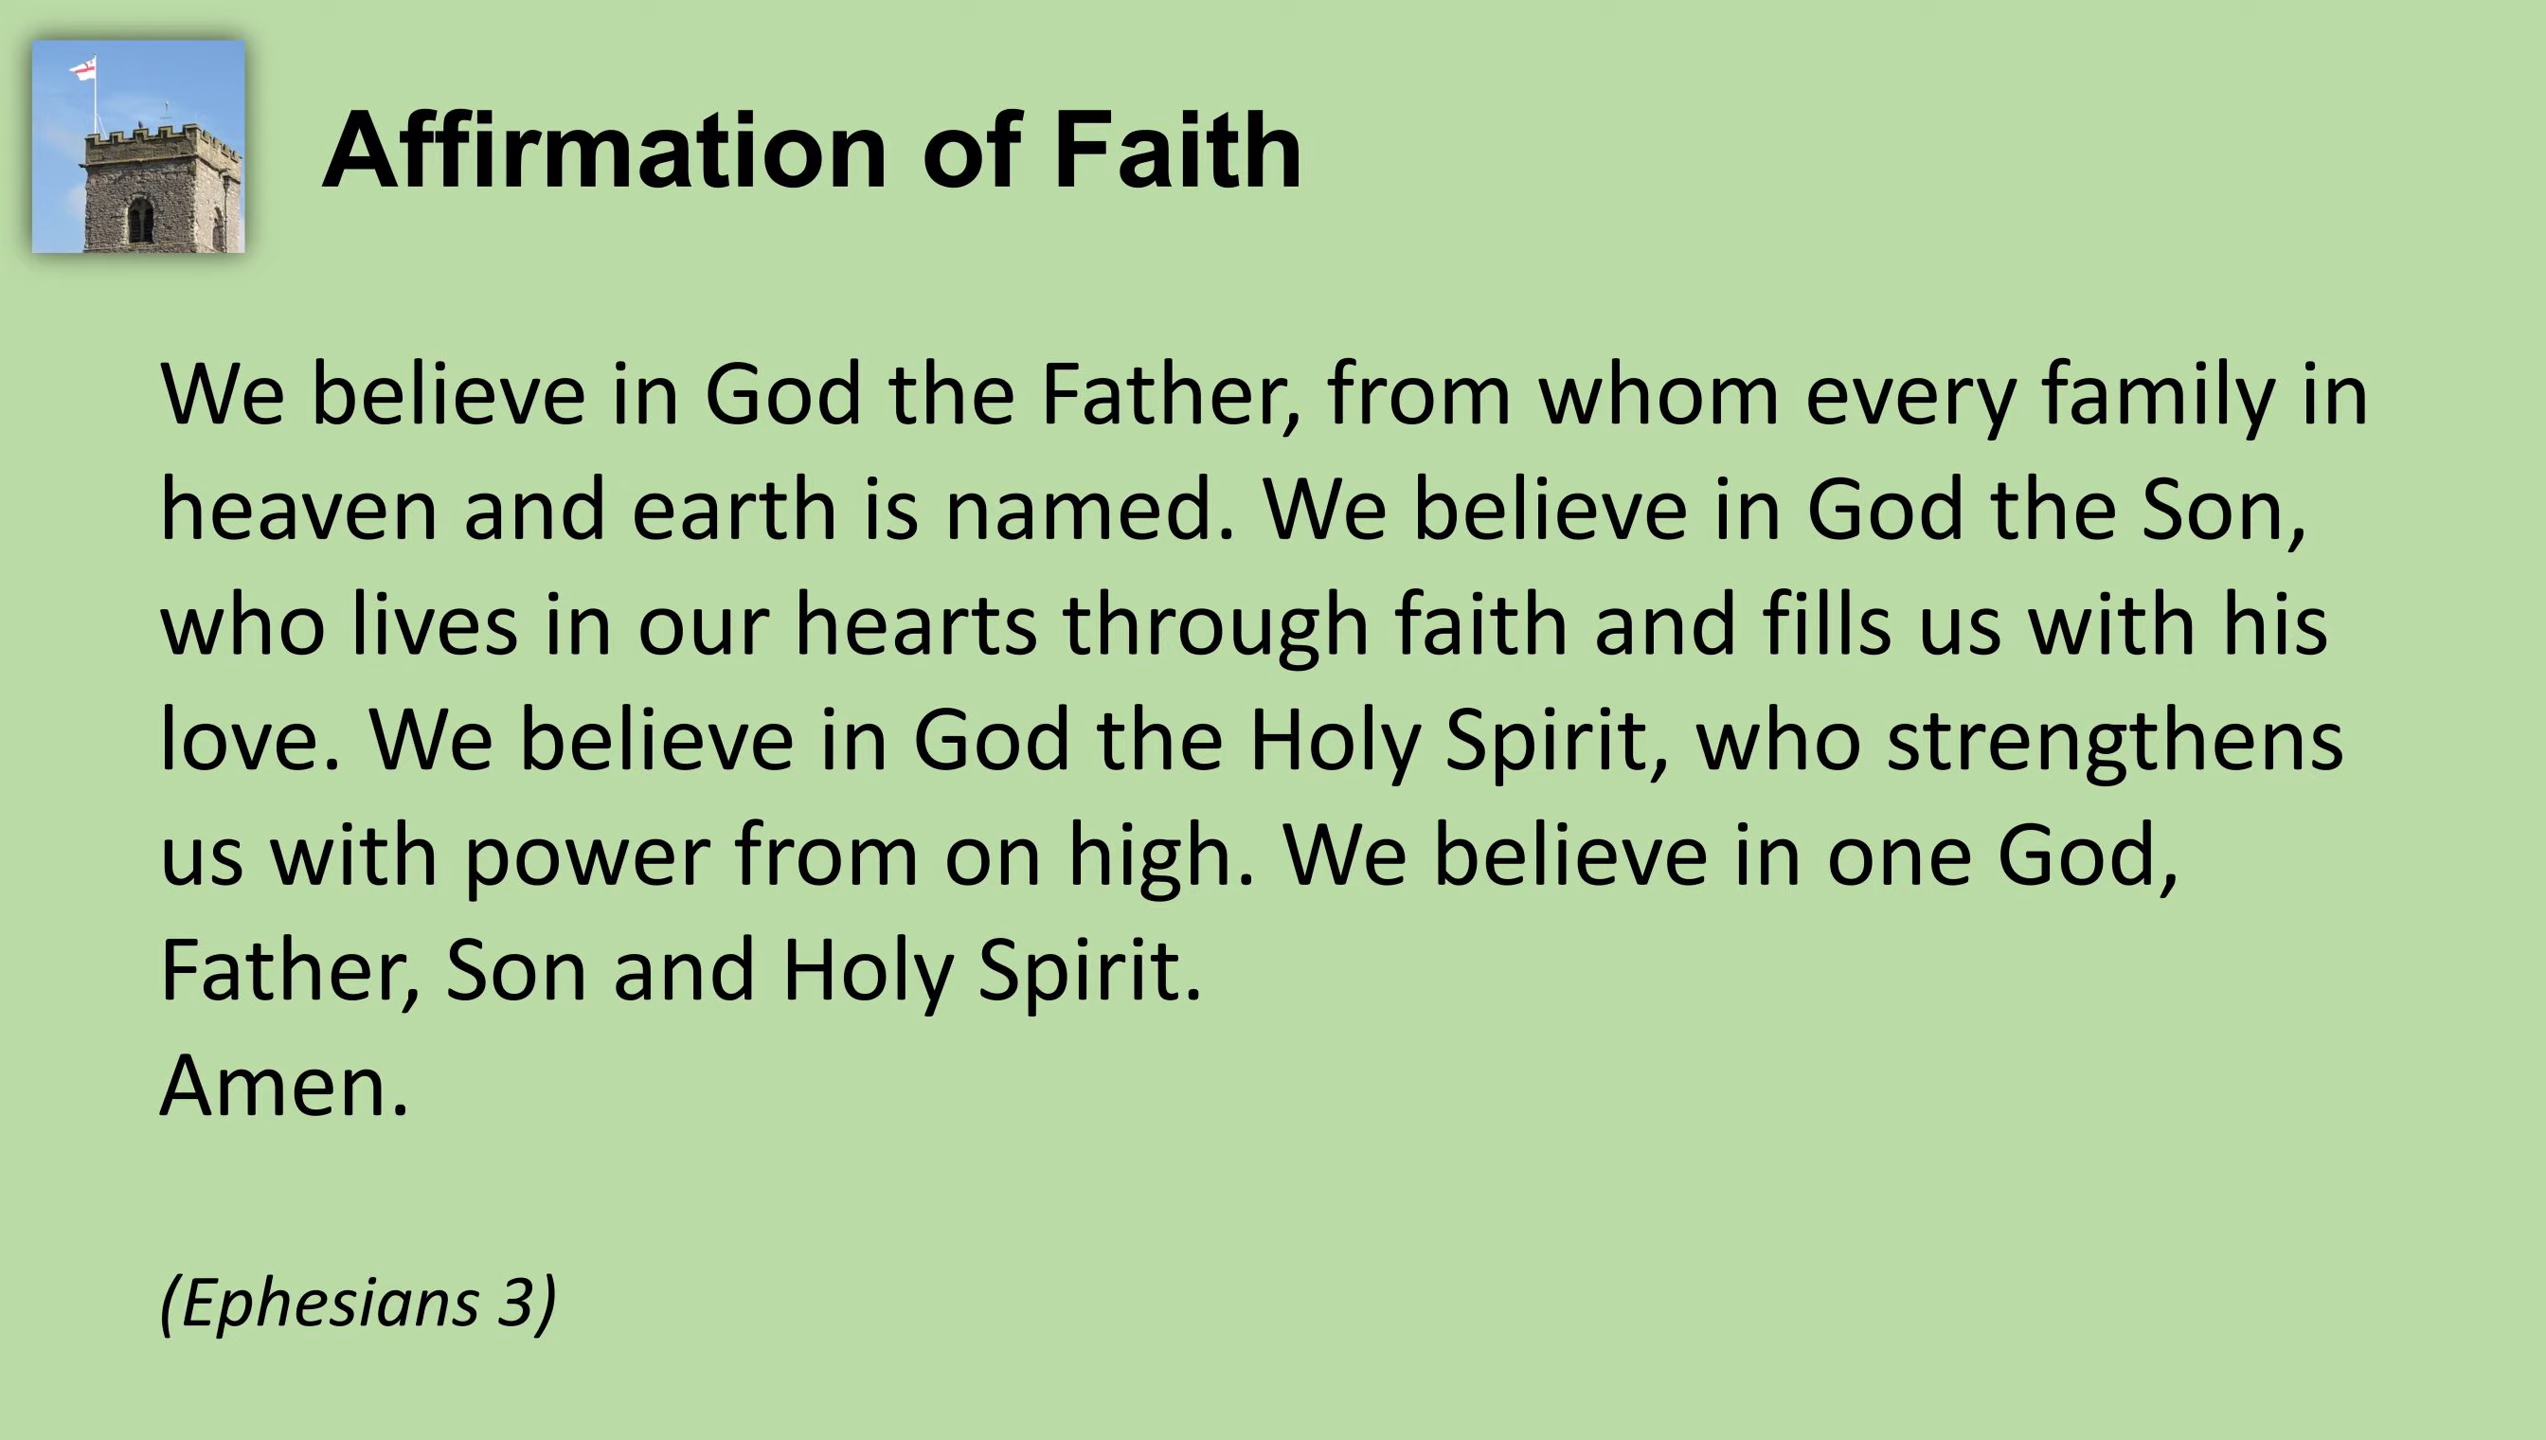 Affirmation of Faith
We believe in God the Father, from whom every family in
heaven and earth is named. We believe in God the Son,
who lives in our hearts through faith and fills us with his
love. We believe in God the Holy Spirit, who strengthens
us with power from on high. We believe in one God,
Father, Son and Holy Spirit.
Amen.
(Ephesians 3)